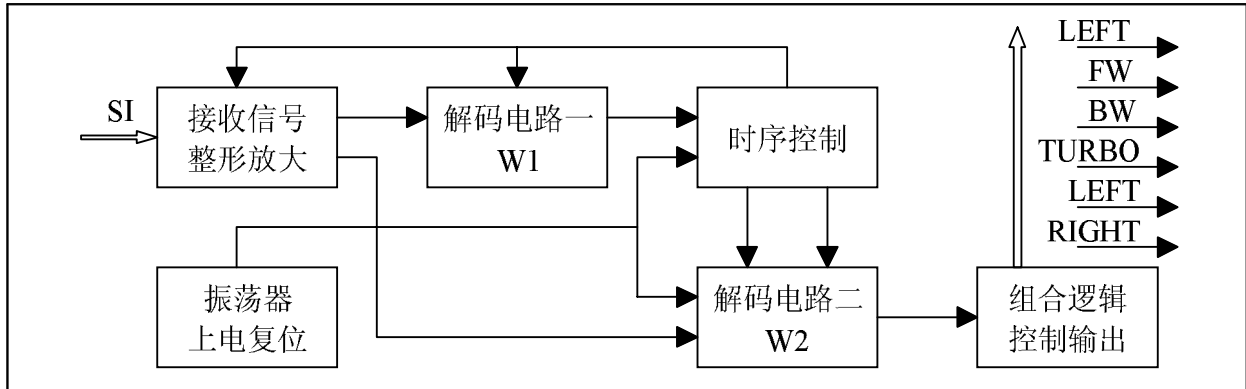 SI
接收信号
整形放大
解码电路一
W1
时序控制
LEFT
FW
BW
TURBO
LEFT
RIGHT
振荡器
上电复位
解码电路二
W2
组合逻辑
控制输出